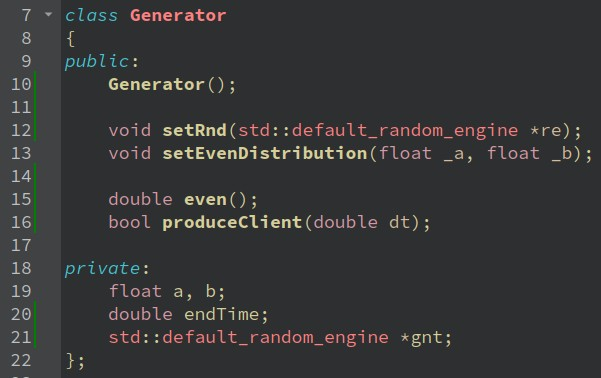 7 class Generator
8 {
9 public:
10     Generator();
11
12     void setRnd(std::default_random_engine *re);
13     void setEvenDistribution(float _a, float _b);
14
15     double even();
16     bool produceClient(double dt);
17
18 private:
19     float a, b;
20     double endTime;
21     std::default_random_engine *gnt;
22 };